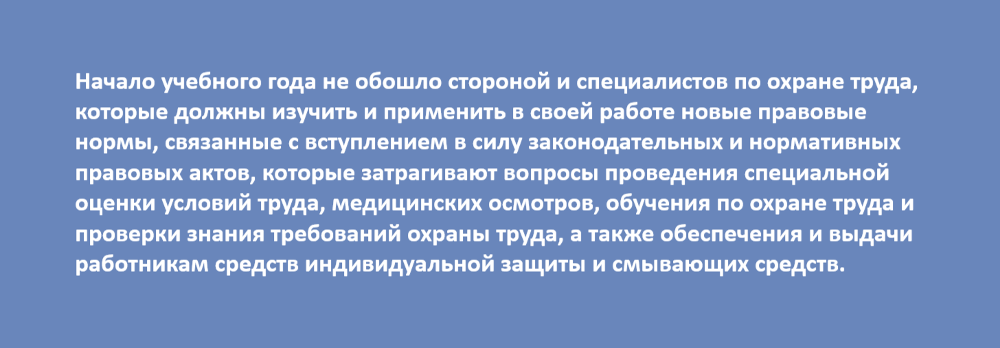 Начало учебного года не обошло стороной и специалистов по охране труда,
которые должны изучить и применить в своей работе новые правовые
нормы, связанные с вступлением в силу законодательных и нормативных
правовых актов, которые затрагивают вопросы проведения специальной
оценки условий труда, медицинских осмотров, обучения по охране труда и
проверки знания требований охраны труда, а также обеспечения и выдачи
работникам средств индивидуальной защиты и смывающих средств.